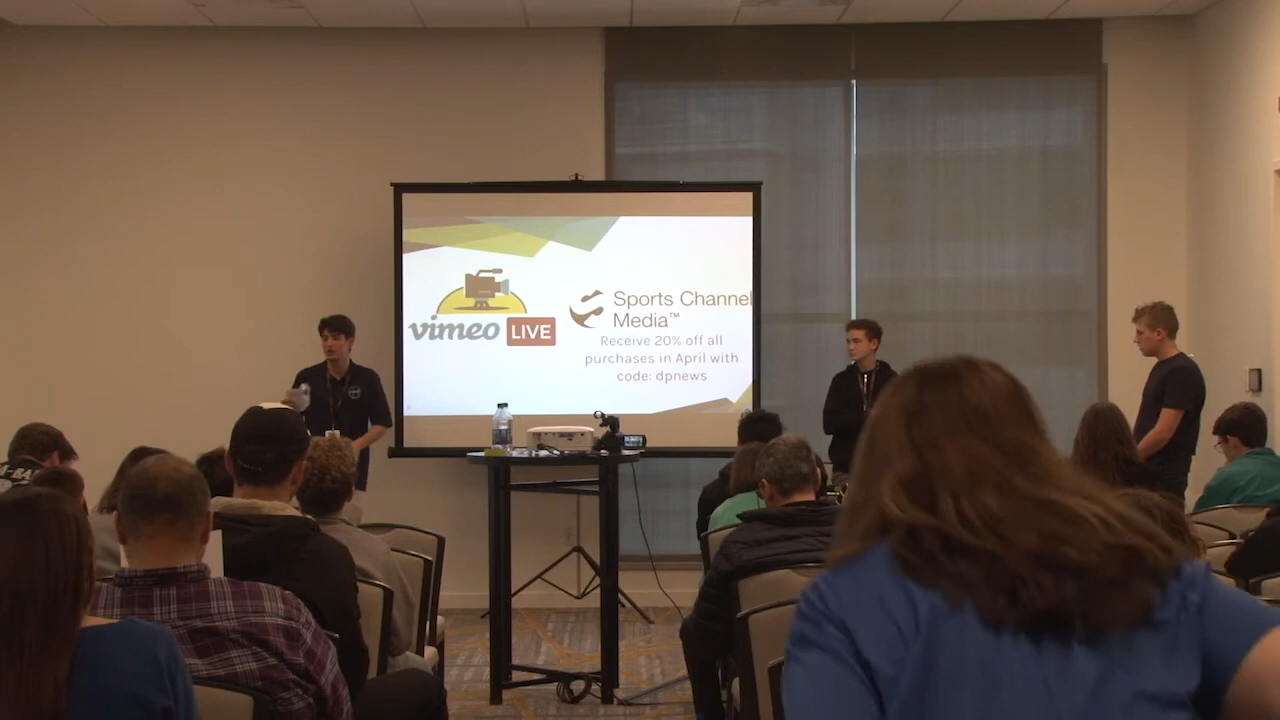 vimeo LIVE
Sports Channel
Media™
Receive 20% off all
purchases in April with
code: dpnews